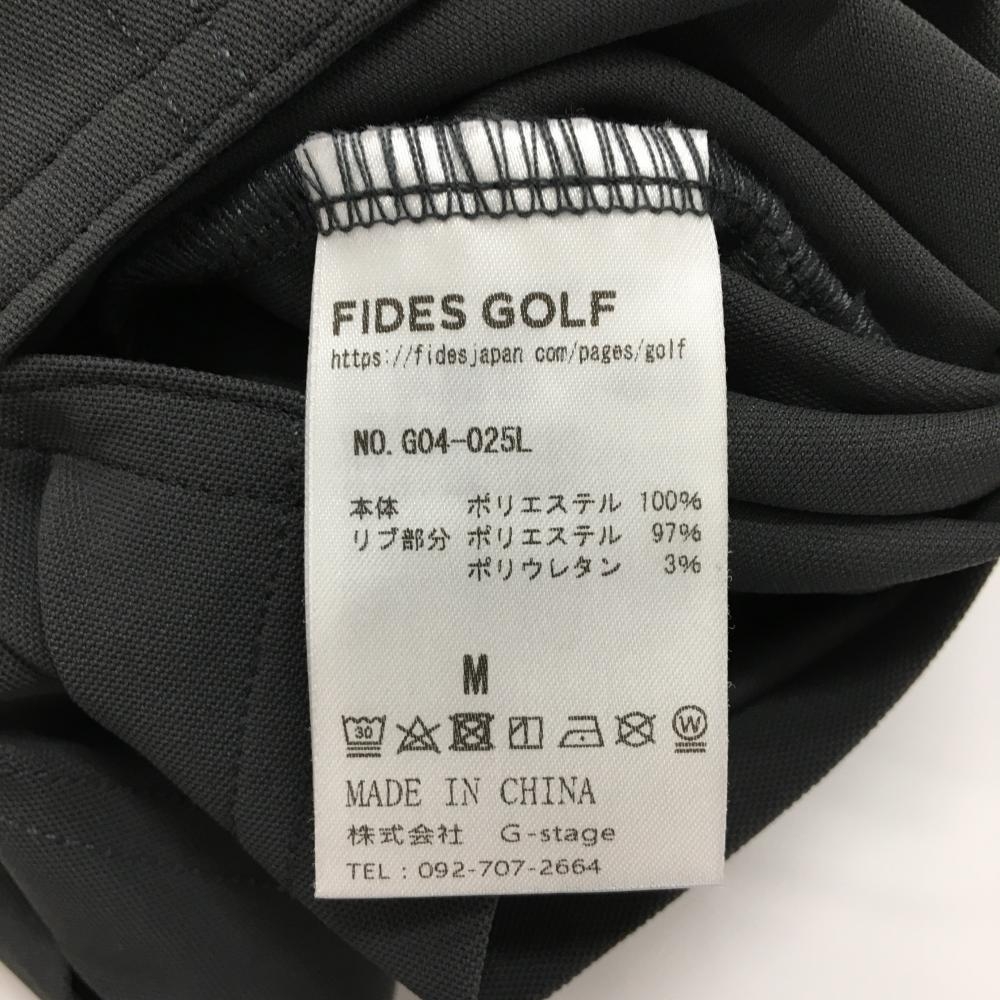 FIDES GOLF
https://fidesjapan com/pages/golf
NO. G04-025L
本体 ポリエステル 100%
リブ部分 ポリエステル 97%
ポリウレタン 3%
M
30 W
MADE IN CHINA
株式会社 G-stage
TEL : 092-707-2664